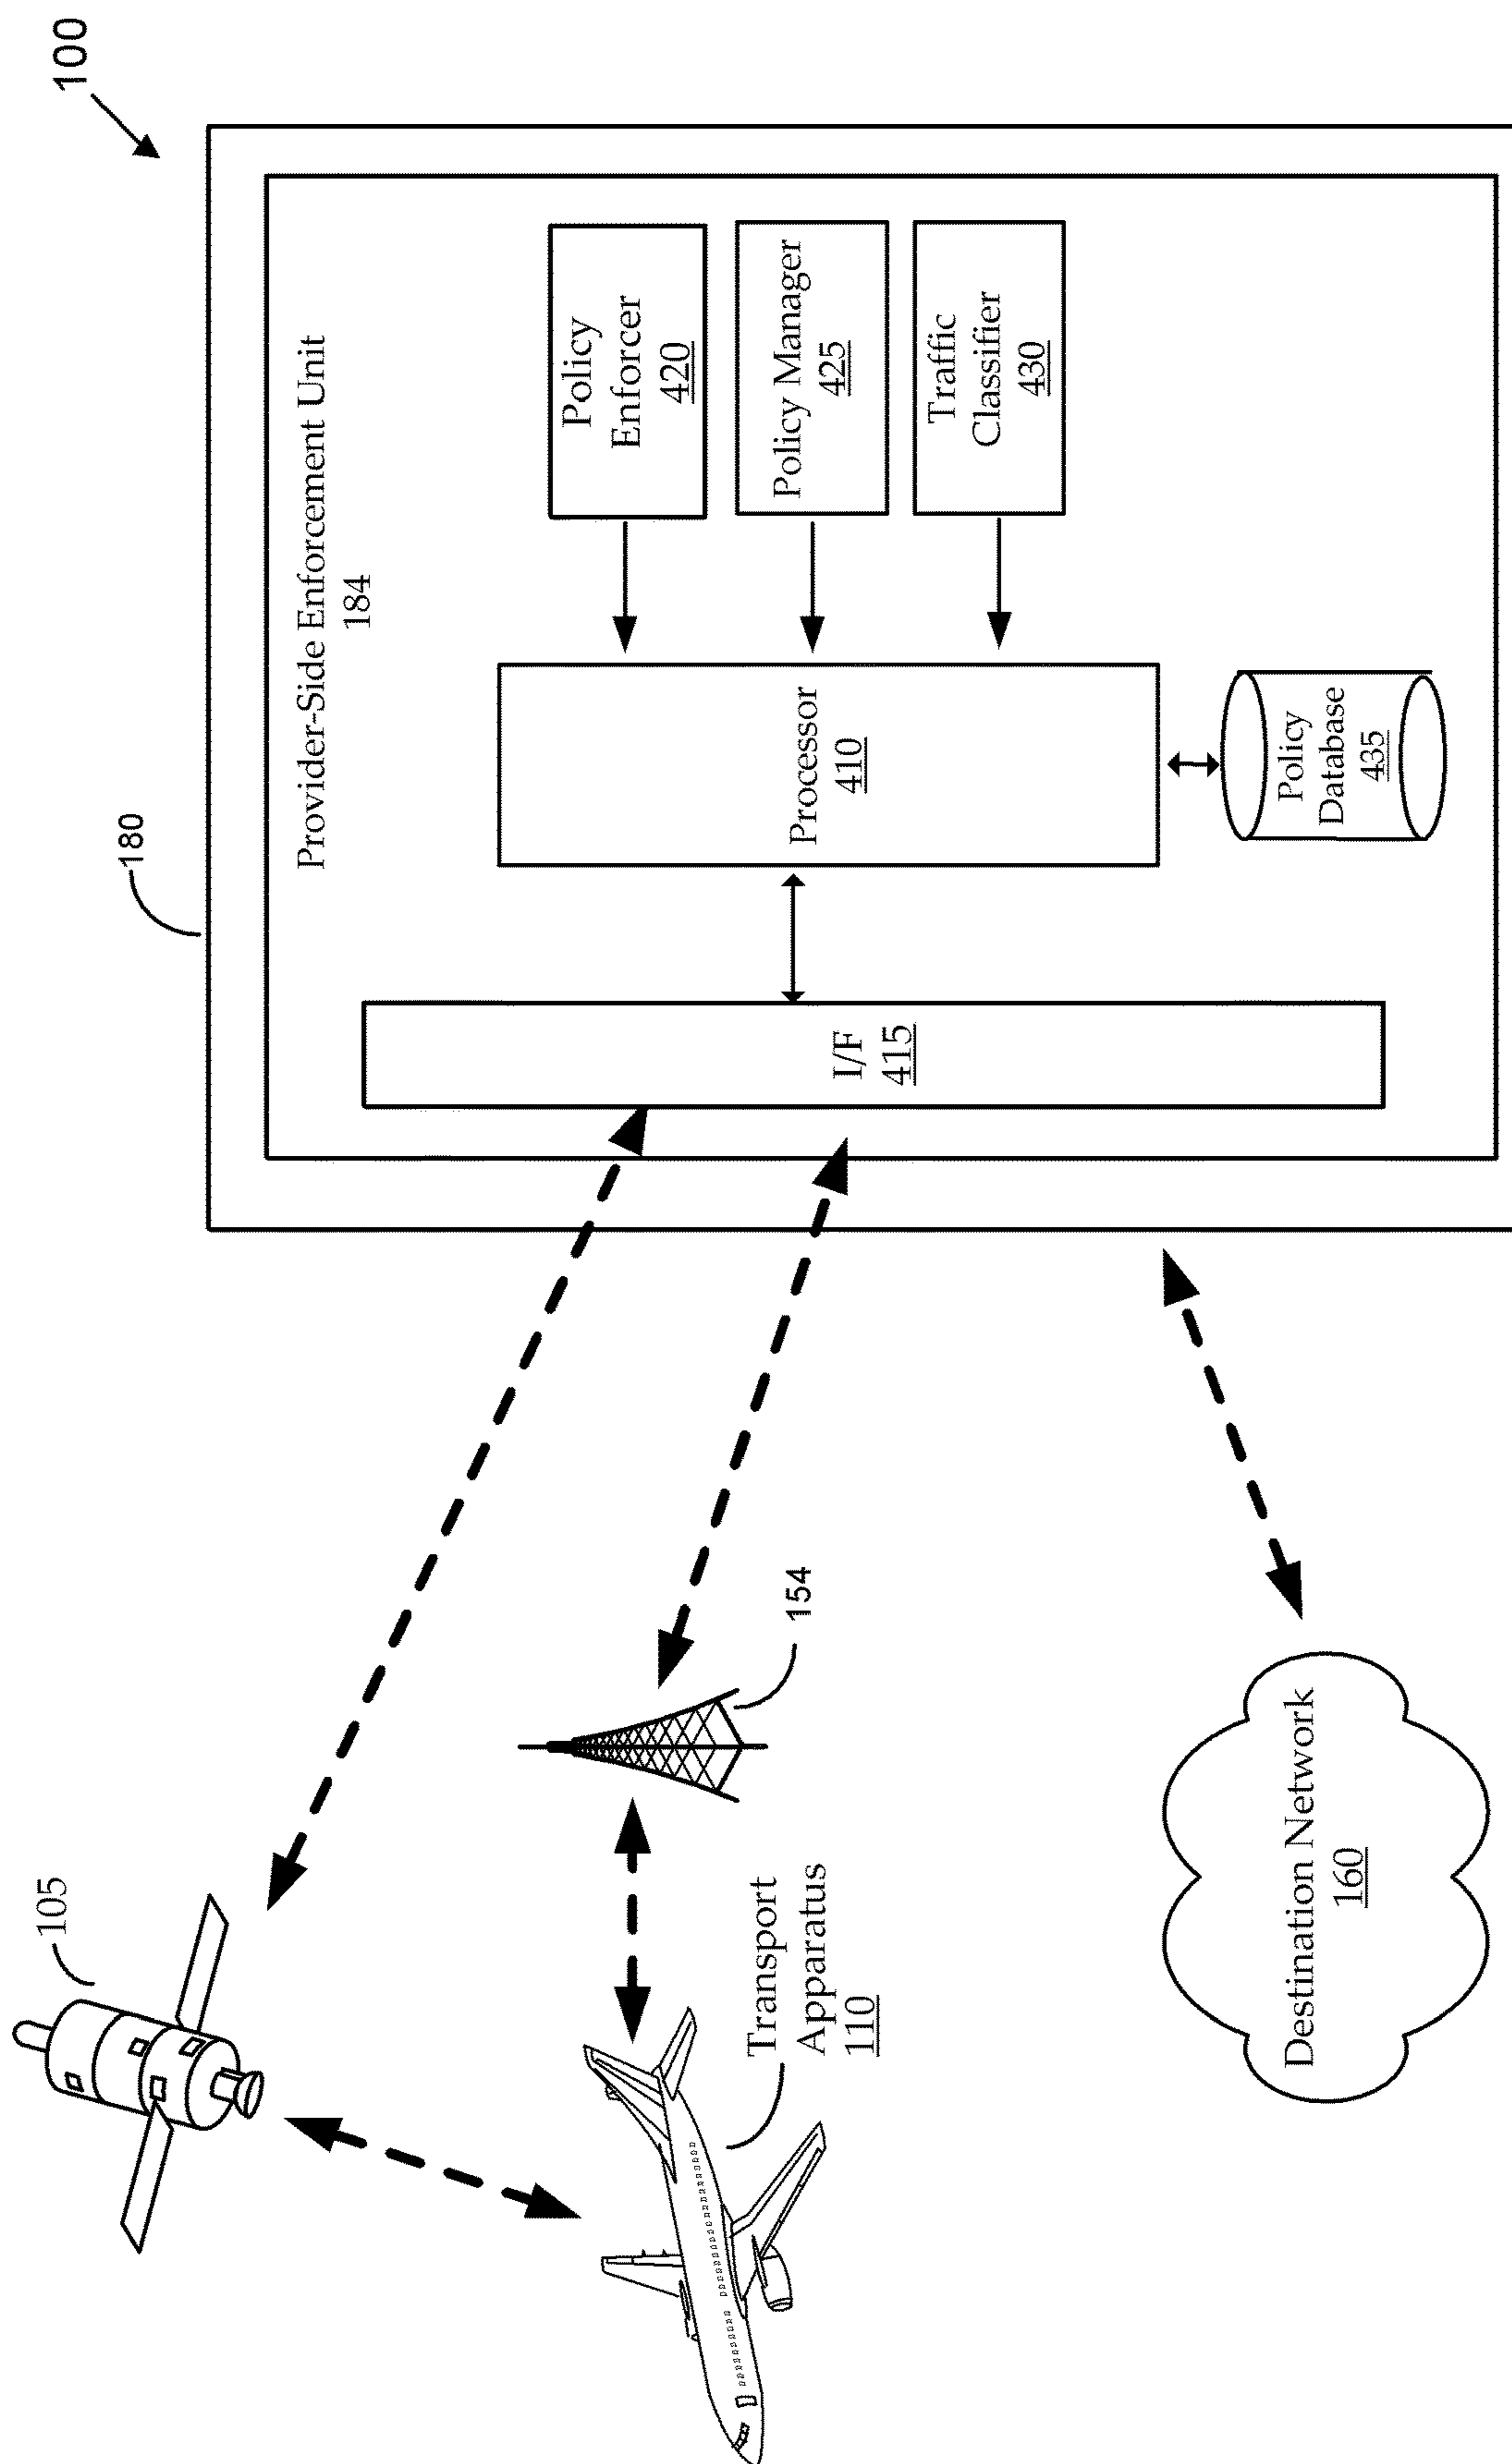 100
180
Provider-Side Enforcement Unit
184
Policy
Enforcer
420
Policy Manager
425
Traffic
Classifier
430
Processor
410
Policy
Database
435
I/F
415
105
154
Transport
Apparatus
110
Destination Network
160